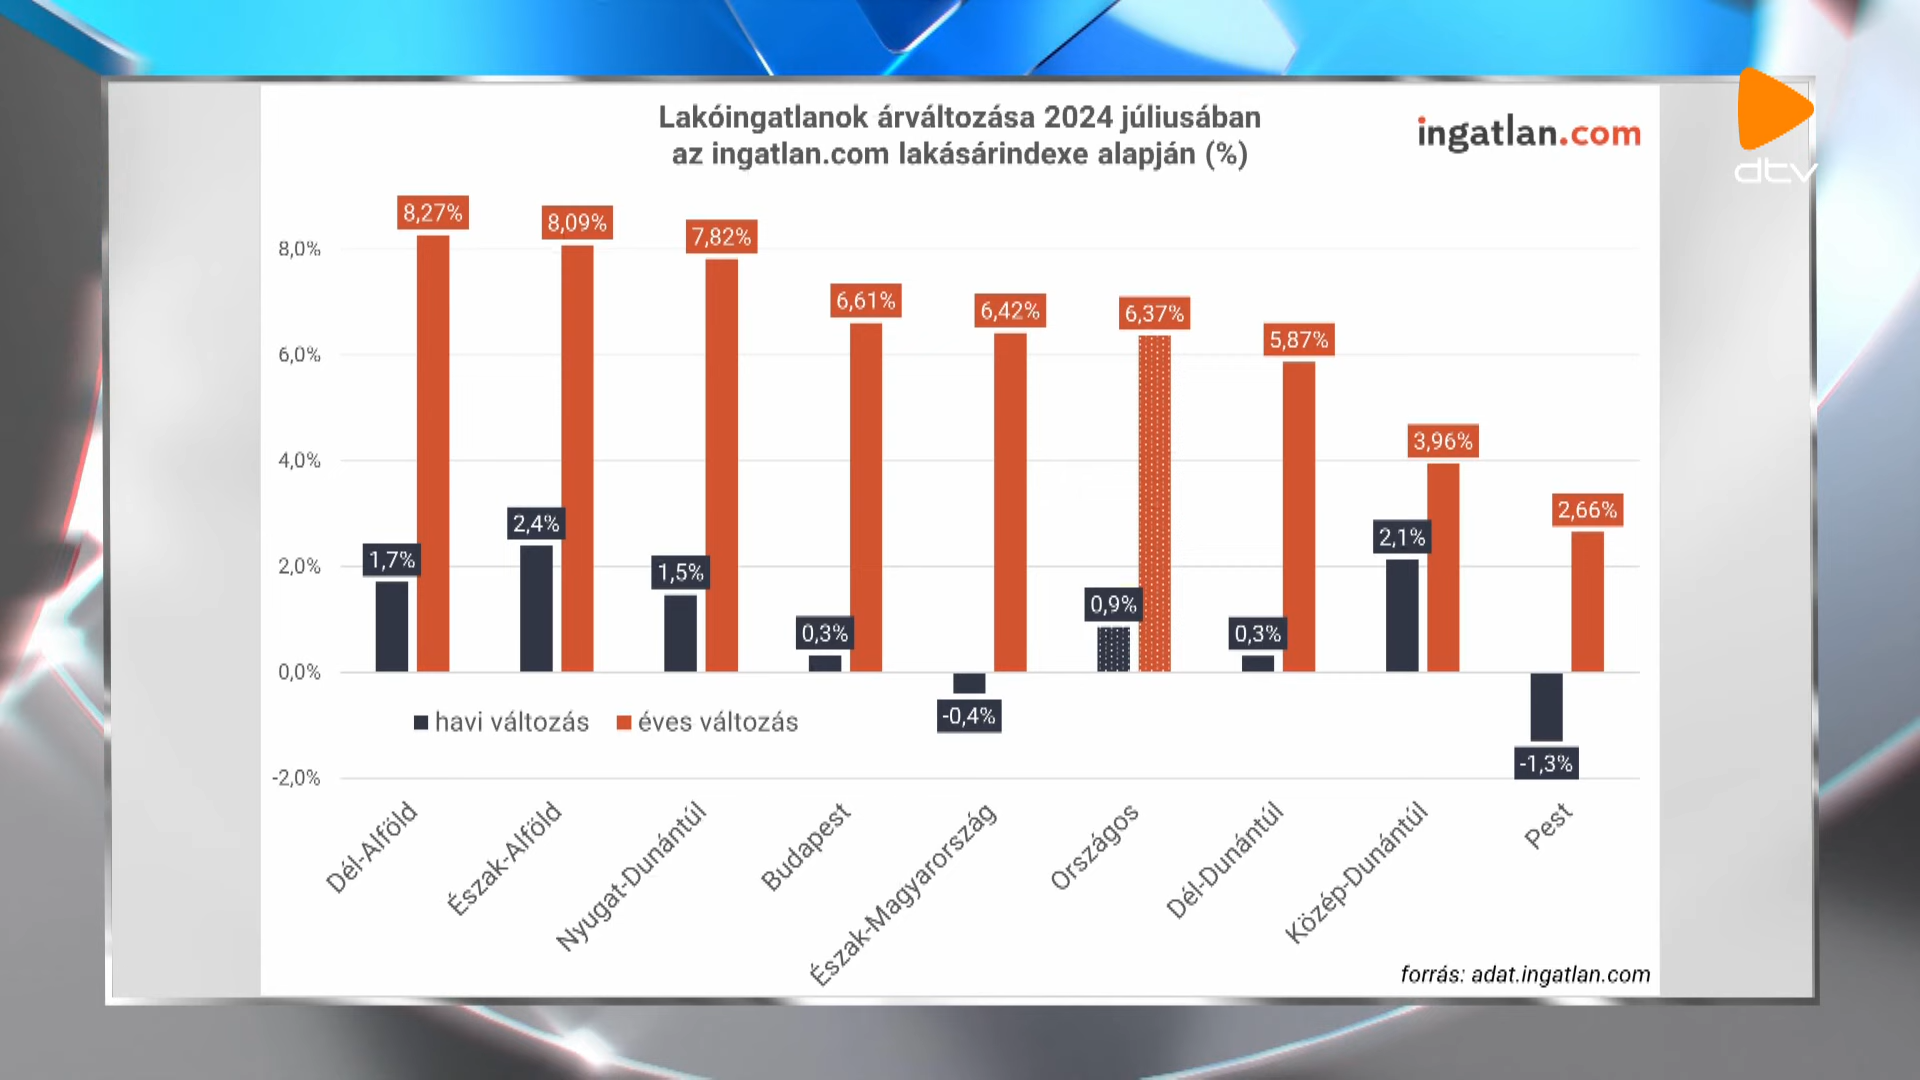 Lakóingatlanok árváltozása 2024 júliusában
az ingatlan.com lakásárindexe alapján (%)
ingatlan.com
dtv
8,27%
8,09%
7,82%
6,61%
6,42%
6,37%
5,87%
3,96%
2,66%
1,7%
2,4%
1,5%
0,3%
-0,4%
0,9%
0,3%
2,1%
-1,3%
8,0%
6,0%
4,0%
2,0%
0,0%
-2,0%
havi változás
éves változás
Dél-Alföld
Észak-Alföld
Nyugat-Dunántúl
Budapest
Észak-Magyarország
Országos
Dél-Dunántúl
Közép-Dunántúl
Pest
forrás: adat.ingatlan.com